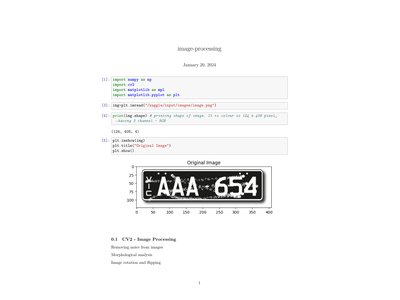 image-processing
January 20, 2024
[1]: import numpy as np
import cv2
import matplotlib as mpl
import matplotlib.pyplot as plt
[3]: img=plt.imread("/kaggle/input/images/image.png")
[4]: print(img.shape) # printing shape of image. It is colour is 124 x 408 pixel,
having 3 channel - RGB
(124, 408, 4)
[5]: plt.imshow(img)
plt.title("Original Image")
plt.show()
Original Image
0
25
50
75
100
VIC AAA 654
0 50 100 150 200 250 300 350 400
0.1 CV2 - Image Processing
Removing noise from images
Morphological analysis
Image rotation and flipping
1